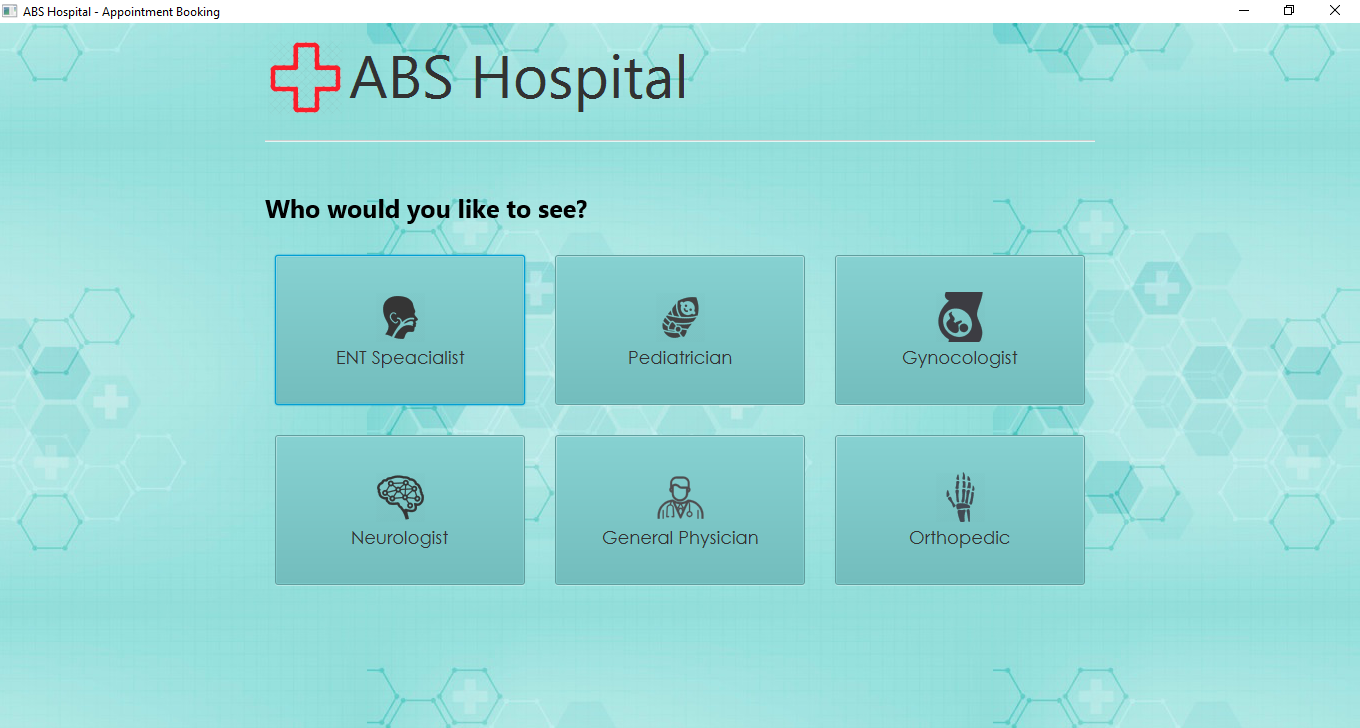 ABS Hospital - Appointment Booking
ABS Hospital
Who would you like to see?
ENT Speacialist
Pediatrician
Gynocologist
Neurologist
General Physician
Orthopedic